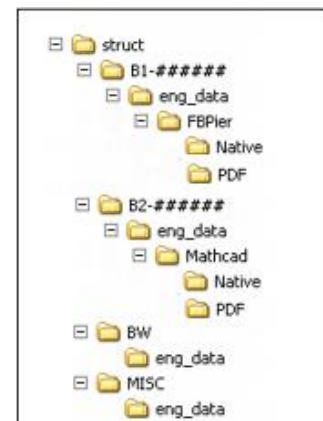 struct
B1-######
eng_data
FBPier
Native
PDF
B2-######
eng_data
Mathcad
Native
PDF
BW
eng_data
MISC
eng_data